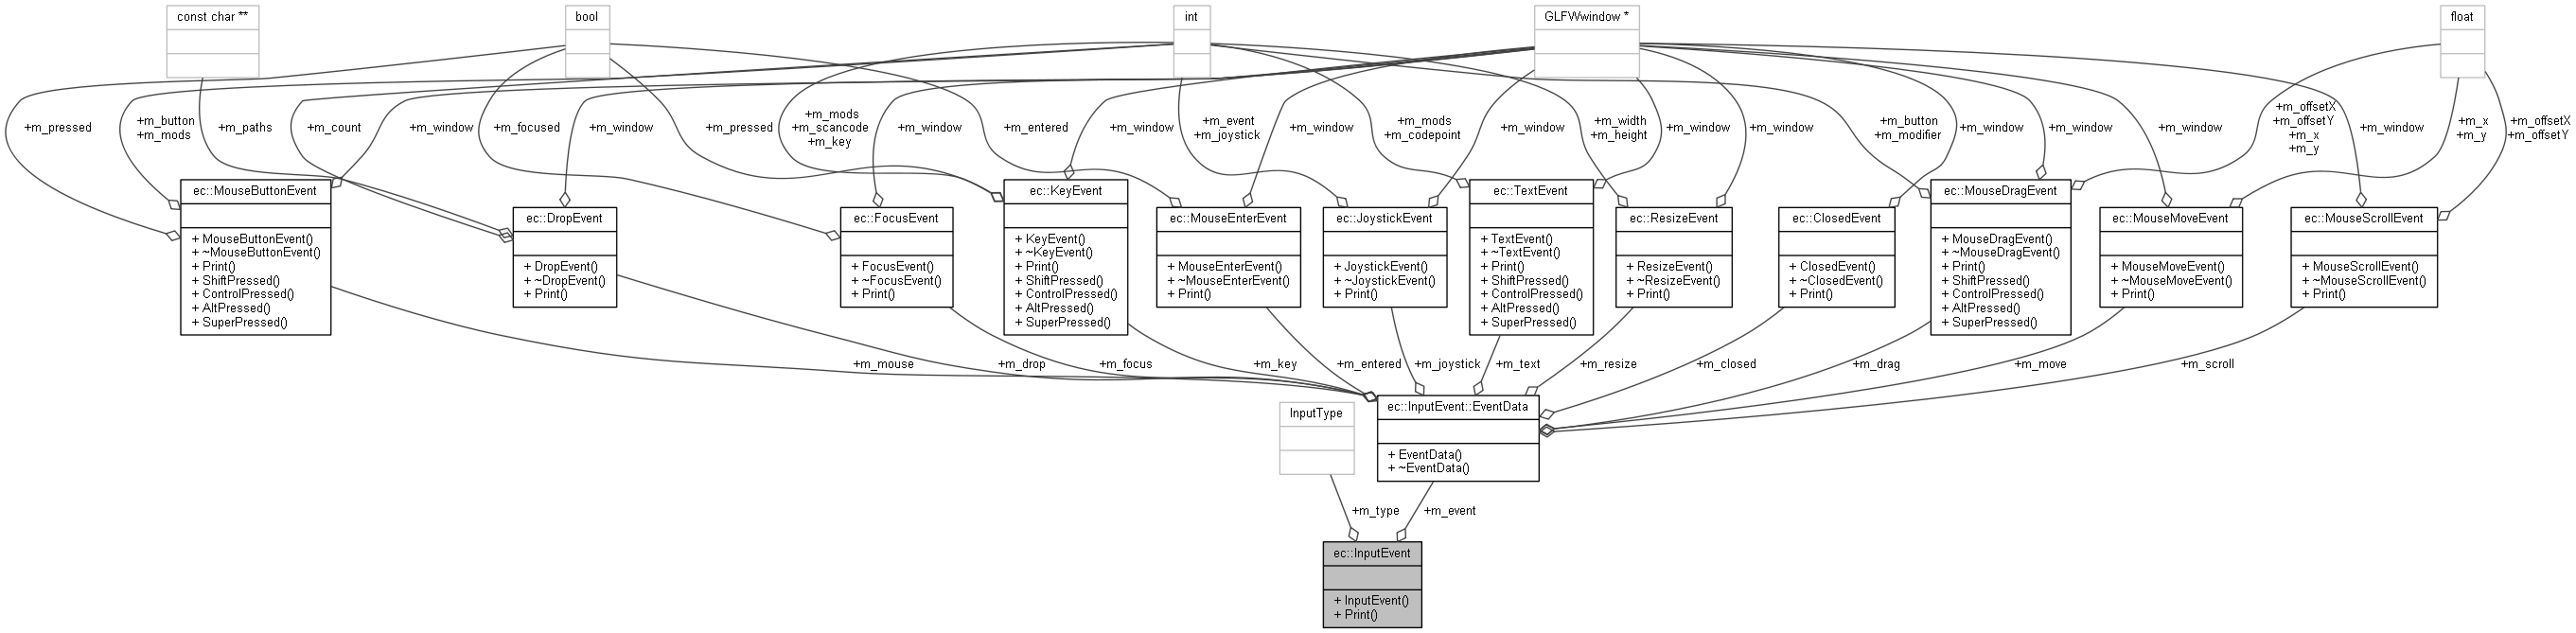 const char **
bool
int
GLFWwindow *
float
+m_pressed
+m_button
+m_mods
+m_paths
+m_count
+m_window
+m_focused
+m_window
+m_pressed
+m_mods
+m_scancode
+m_key
+m_window
+m_entered
+m_window
+m_event
+m_joystick
+m_window
+m_mods
+m_codepoint
+m_window
+m_width
+m_height
+m_window
+m_window
+m_button
+m_modifier
+m_window
+m_window
+m_window
+m_offsetX
+m_offsetY
+m_x
+m_y
+m_window
+m_x
+m_y
+m_offsetX
+m_offsetY
ec::MouseButtonEvent
+ MouseButtonEvent()
+ ~MouseButtonEvent()
+ Print()
+ ShiftPressed()
+ ControlPressed()
+ AltPressed()
+ SuperPressed()
ec::DropEvent
+ DropEvent()
+ ~DropEvent()
+ Print()
ec::FocusEvent
+ FocusEvent()
+ ~FocusEvent()
+ Print()
ec::KeyEvent
+ KeyEvent()
+ ~KeyEvent()
+ Print()
+ ShiftPressed()
+ ControlPressed()
+ AltPressed()
+ SuperPressed()
ec::MouseEnterEvent
+ MouseEnterEvent()
+ ~MouseEnterEvent()
+ Print()
ec::JoystickEvent
+ JoystickEvent()
+ ~JoystickEvent()
+ Print()
ec::TextEvent
+ TextEvent()
+ ~TextEvent()
+ Print()
+ ShiftPressed()
+ ControlPressed()
+ AltPressed()
+ SuperPressed()
ec::ResizeEvent
+ ResizeEvent()
+ ~ResizeEvent()
+ Print()
ec::ClosedEvent
+ ClosedEvent()
+ ~ClosedEvent()
+ Print()
ec::MouseDragEvent
+ MouseDragEvent()
+ ~MouseDragEvent()
+ Print()
+ ShiftPressed()
+ ControlPressed()
+ AltPressed()
+ SuperPressed()
ec::MouseMoveEvent
+ MouseMoveEvent()
+ ~MouseMoveEvent()
+ Print()
ec::MouseScrollEvent
+ MouseScrollEvent()
+ ~MouseScrollEvent()
+ Print()
+m_mouse
+m_drop
+m_focus
+m_key
+m_entered
+m_joystick
+m_text
+m_resize
+m_closed
+m_drag
+m_move
+m_scroll
InputType
ec::InputEvent::EventData
+ EventData()
+ ~EventData()
+m_type
+m_event
ec::InputEvent
+ InputEvent()
+ Print()